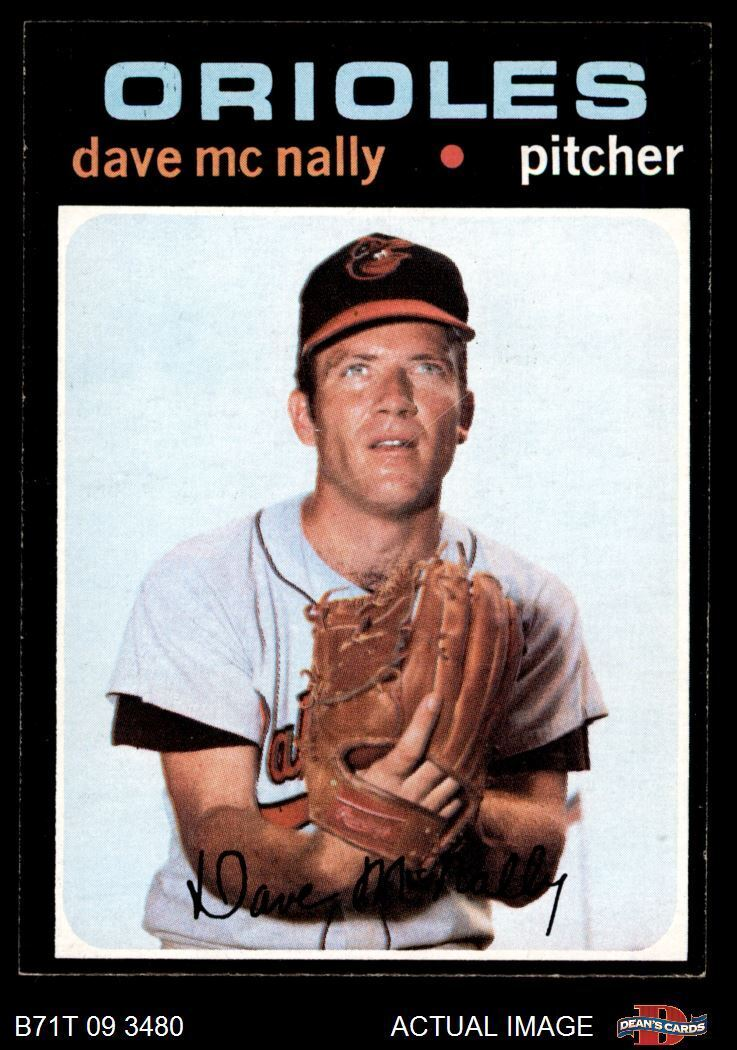 ORIOLES
dave mc nally • pitcher
Dave McNally
B71T 09 3480 ACTUAL IMAGE DEAN'S CARDS